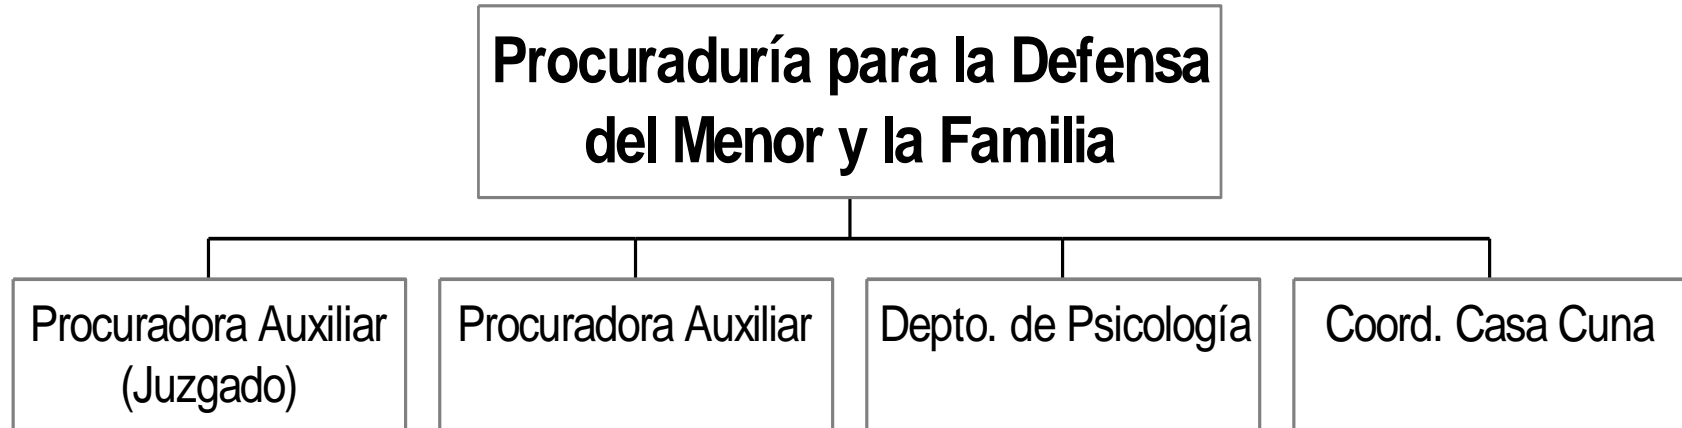 Procuraduría para la Defensa
del Menor y la Familia
Procuradora Auxiliar
(Juzgado)
Procuradora Auxiliar
Depto. de Psicología
Coord. Casa Cuna